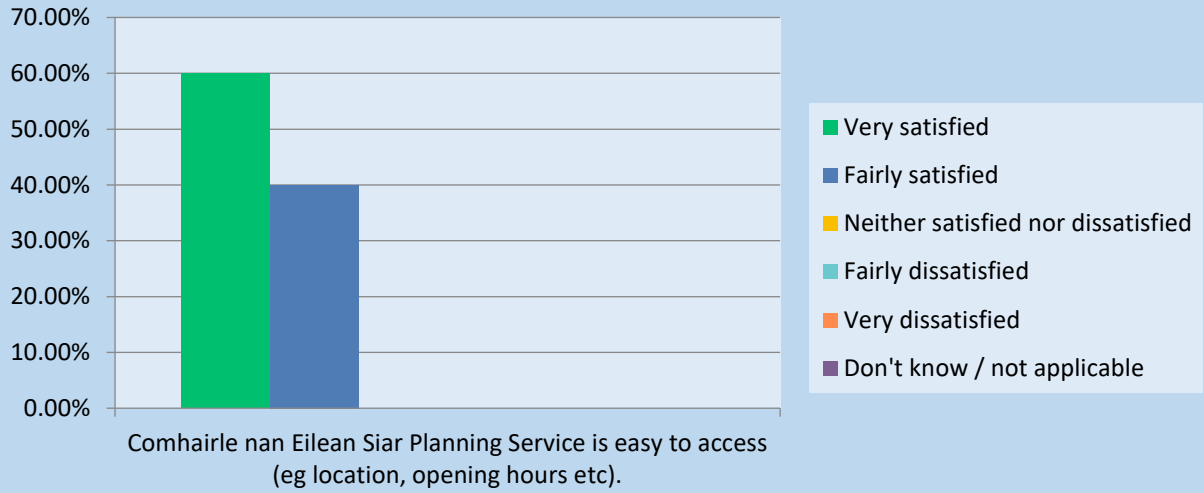 70.00%
60.00%
50.00%
40.00%
30.00%
20.00%
10.00%
0.00%
Comhairle nan Eilean Siar Planning Service is easy to access
(eg location, opening hours etc).
Very satisfied
Fairly satisfied
Neither satisfied nor dissatisfied
Fairly dissatisfied
Very dissatisfied
Don't know / not applicable